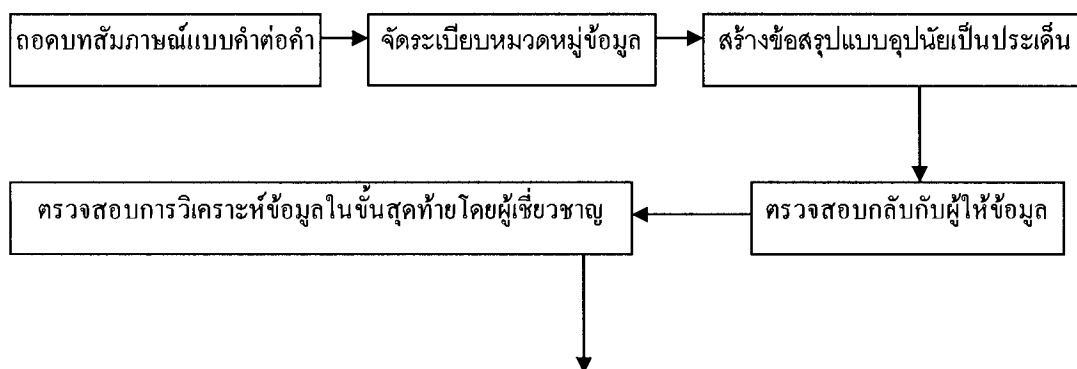 ถอดบทสัมภาษณ์แบบคำต่อคำ
จัดระเบียบหมวดหมู่ข้อมูล
สร้างข้อสรุปแบบอุปนัยเป็นประเด็น
ตรวจสอบกลับกับผู้ให้ข้อมูล
ตรวจสอบการวิเคราะห์ข้อมูลในขั้นสุดท้ายโดยผู้เชี่ยวชาญ